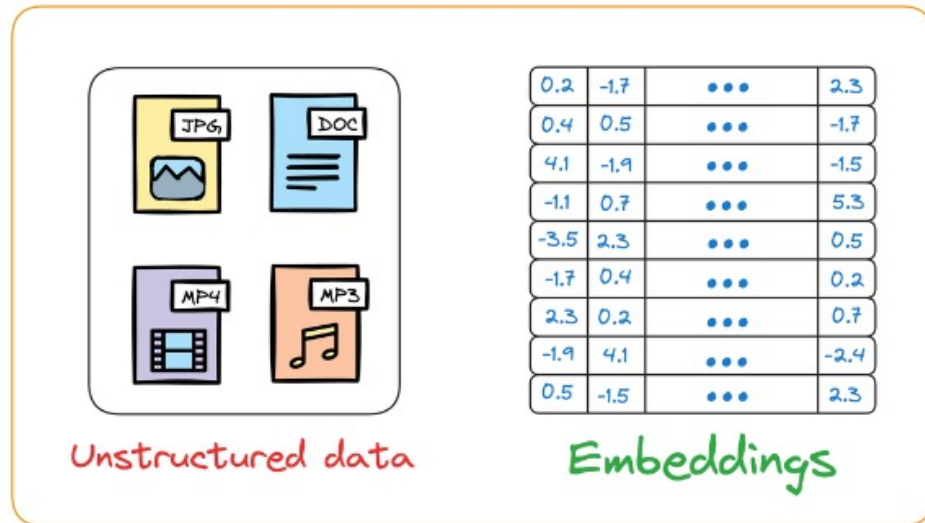 JPG
DOC
MP4
MP3
Unstructured data
0.2 -1.7 ••• 2.3
0.4 0.5 ••• -1.7
4.1 -1.9 ••• -1.5
-1.1 0.7 ••• 5.3
-3.5 2.3 ••• 0.5
-1.7 0.4 ••• 0.2
2.3 0.2 ••• 0.7
-1.9 4.1 ••• -2.4
0.5 -1.5 ••• 2.3
Embeddings